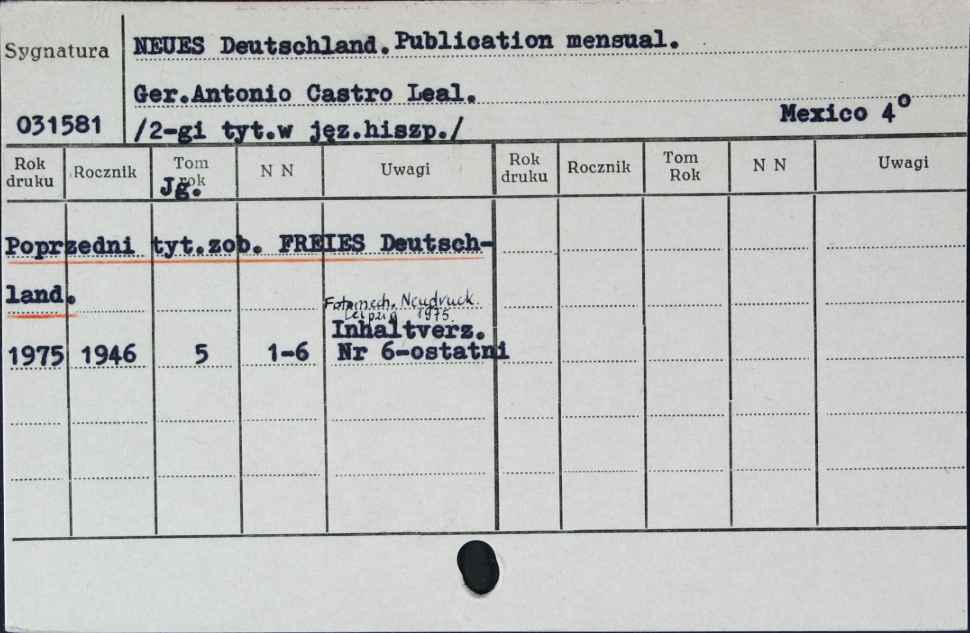 Sygnatura
NEUES Deutschland. Publication mensual.
Ger.Antonio Castro Leal.
031581
/2-gi tyt.w jęz.hiszp./
Mexico 4°
Rok druku Rocznik Tom rok Jg. N N Uwagi Rok druku Rocznik Tom Rok N N Uwagi
Poprzedni tyt.zob. FREIES Deutsch-
land.
Fotomech. Neudruck.
Leipzig 1975.
Inhaltverz.
1975 1946 5 1-6 Nr 6-ostatni